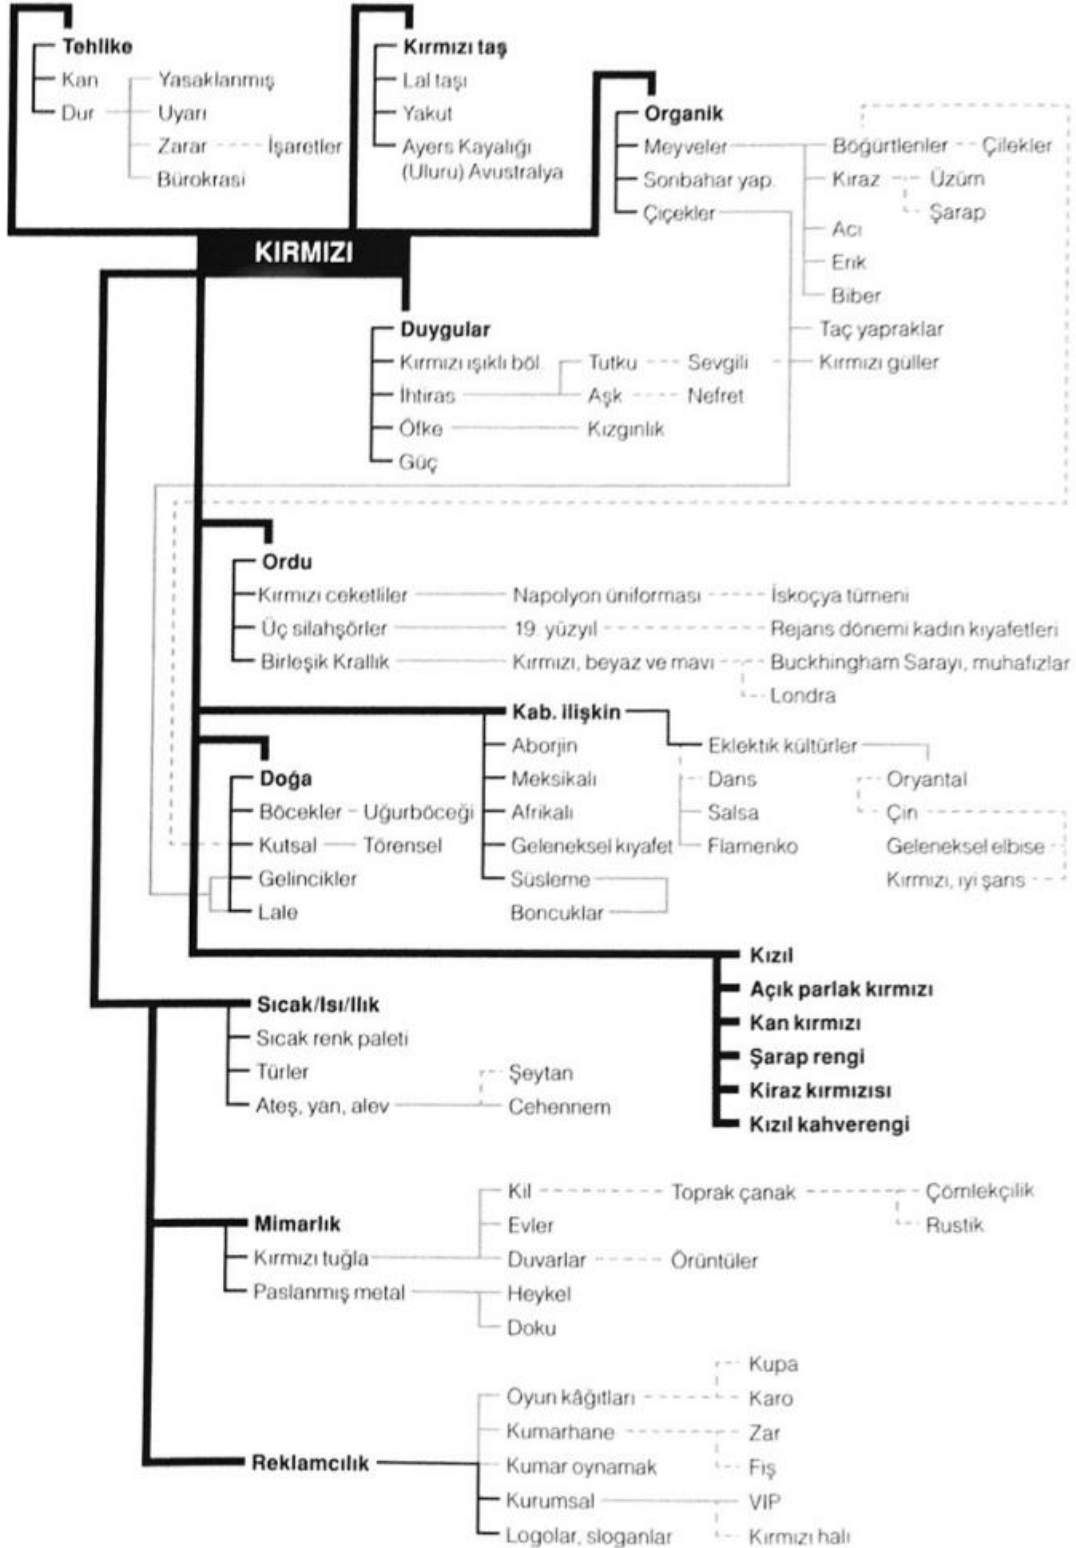 Tehlike
Kan
Dur
Yasaklanmış
Uyarı
Zarar
İşaretler
Bürokrasi
Kırmızı taş
Lal taşı
Yakut
Ayers Kayalığı
(Uluru) Avustralya
Organik
Meyveler
Sonbahar yap.
Çiçekler
Böğürtlenler
Çilekler
Kiraz
Üzüm
Şarap
Acı
Erik
Biber
Taç yapraklar
Kırmızı güller
KIRMIZI
Duygular
Kırmızı ışıklı böl.
İhtiras
Öfke
Güç
Tutku
Sevgili
Aşk
Nefret
Kızgınlık
Ordu
Kırmızı ceketliler
Napolyon üniforması
İskoçya tümeni
Üç silahşörler
19. yüzyıl
Rejans dönemi kadın kıyafetleri
Birleşik Krallık
Kırmızı, beyaz ve mavi
Buckhingham Sarayı, muhafızlar
Londra
Kab. ilişkin
Aborjin
Meksikalı
Afrikalı
Geleneksel kıyafet
Süsleme
Boncuklar
Eklektik kültürler
Dans
Salsa
Flamenko
Oryantal
Çin
Geleneksel elbise
Kırmızı, iyi şans
Doğa
Böcekler
Uğurböceği
Kutsal
Törensel
Gelincikler
Lale
Kızıl
Açık parlak kırmızı
Kan kırmızı
Şarap rengi
Kiraz kırmızısı
Kızıl kahverengi
Sıcak/Isı/Ilık
Sıcak renk paleti
Türler
Ateş, yan, alev
Şeytan
Cehennem
Mimarlık
Kırmızı tuğla
Paslanmış metal
Kil
Toprak çanak
Çömlekçilik
Rustik
Evler
Duvarlar
Örüntüler
Heykel
Doku
Reklamcılık
Oyun kâğıtları
Kupa
Karo
Kumarhane
Zar
Fiş
Kumar oynamak
Kurumsal
VIP
Kırmızı halı
Logolar, sloganlar